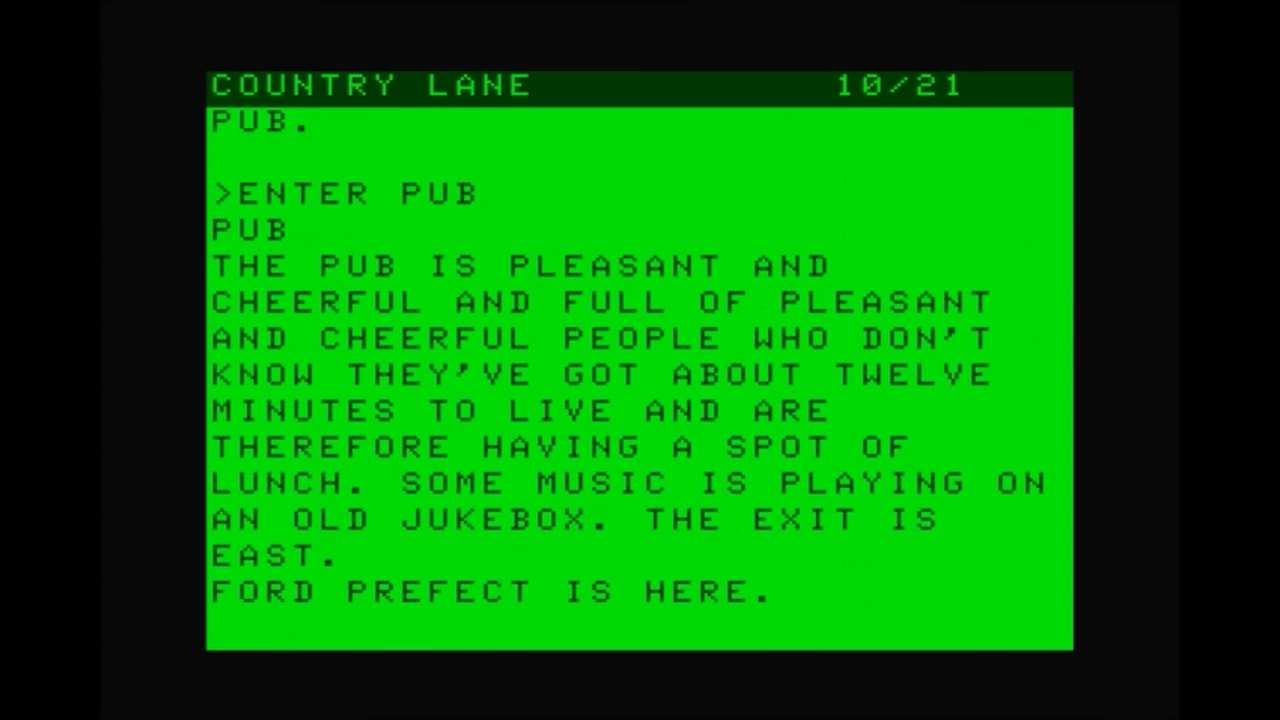 COUNTRY LANE 10/21
PUB.
>ENTER PUB
PUB
THE PUB IS PLEASANT AND
CHEERFUL AND FULL OF PLEASANT
AND CHEERFUL PEOPLE WHO DON'T
KNOW THEY'VE GOT ABOUT TWELVE
MINUTES TO LIVE AND ARE
THEREFORE HAVING A SPOT OF
LUNCH. SOME MUSIC IS PLAYING ON
AN OLD JUKEBOX. THE EXIT IS
EAST.
FORD PREFECT IS HERE.